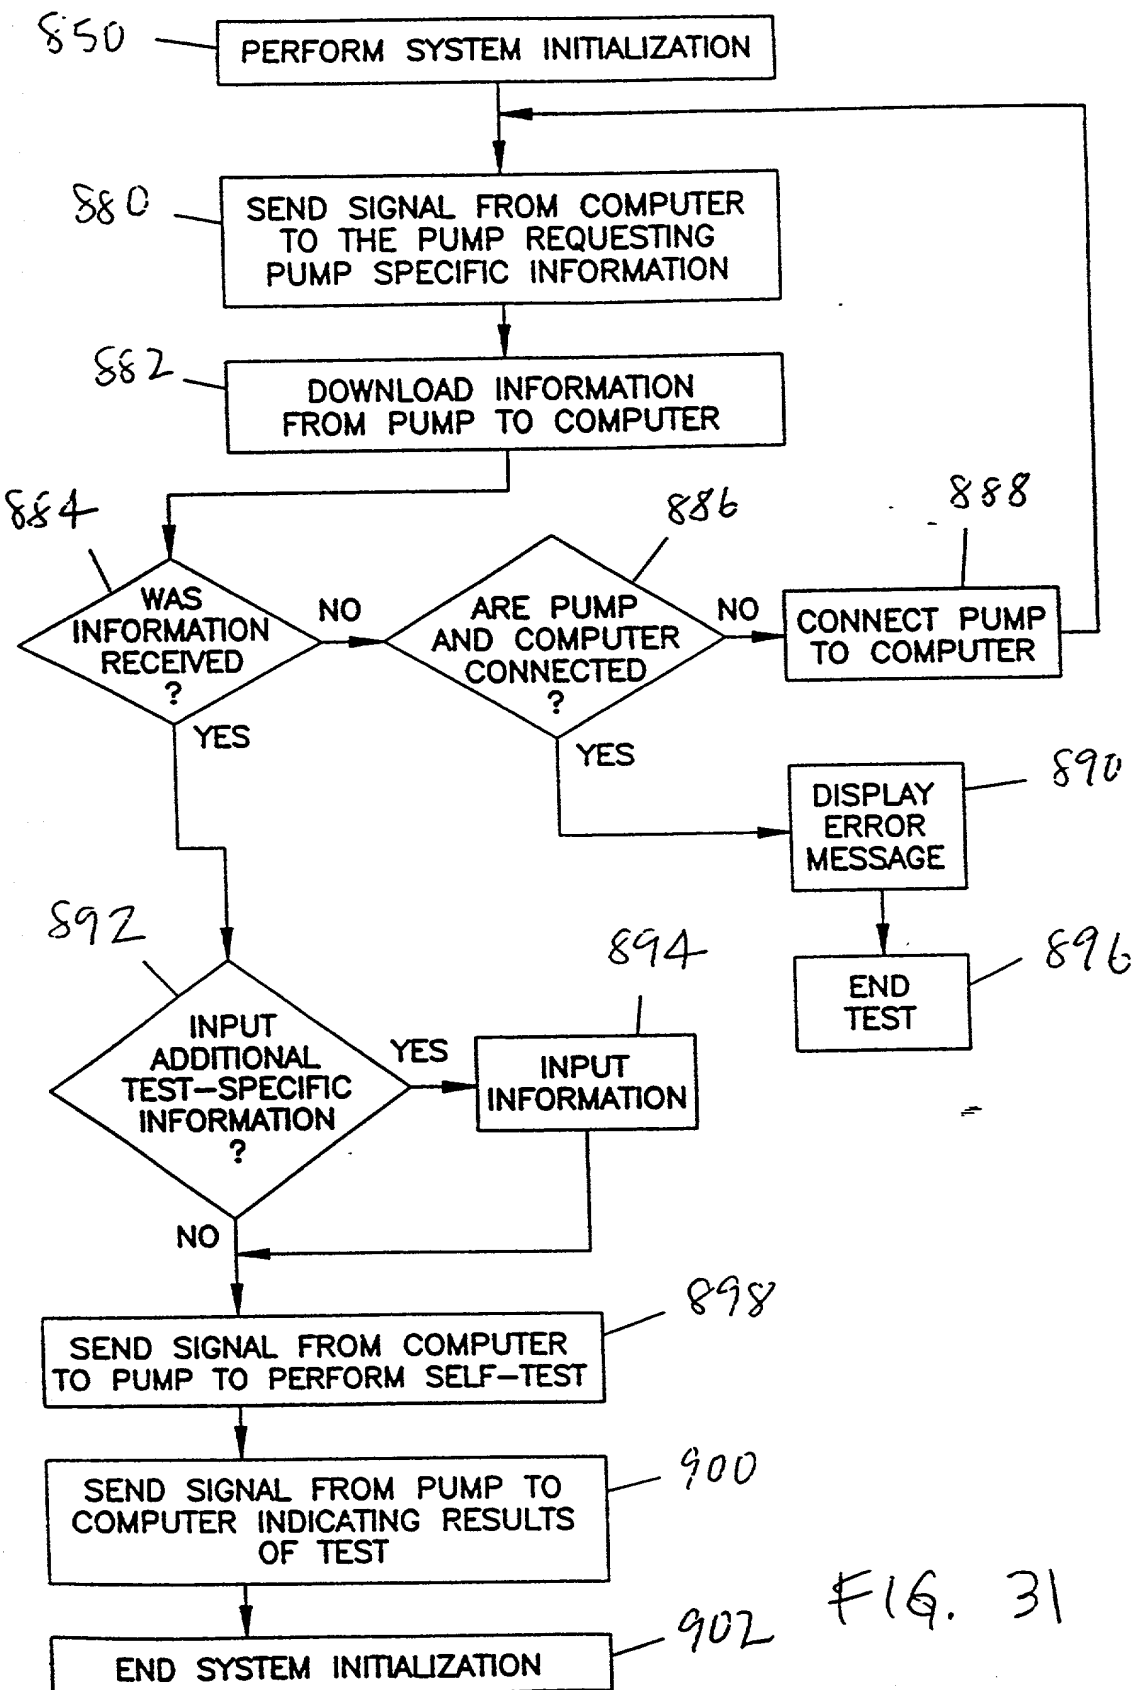 850
PERFORM SYSTEM INITIALIZATION
880
SEND SIGNAL FROM COMPUTER
TO THE PUMP REQUESTING
PUMP SPECIFIC INFORMATION
882
DOWNLOAD INFORMATION
FROM PUMP TO COMPUTER
884
WAS
INFORMATION
RECEIVED
?
NO
YES
886
ARE PUMP
AND COMPUTER
CONNECTED
?
NO
YES
888
CONNECT PUMP
TO COMPUTER
890
DISPLAY
ERROR
MESSAGE
896
END
TEST
892
INPUT
ADDITIONAL
TEST-SPECIFIC
INFORMATION
?
YES
NO
894
INPUT
INFORMATION
898
SEND SIGNAL FROM COMPUTER
TO PUMP TO PERFORM SELF-TEST
900
SEND SIGNAL FROM PUMP TO
COMPUTER INDICATING RESULTS
OF TEST
902
END SYSTEM INITIALIZATION
FIG. 31